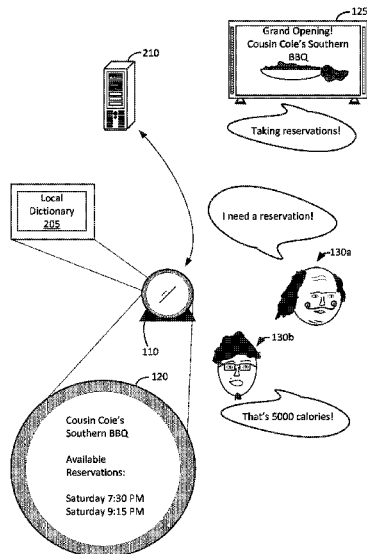 125
Grand Opening!
Cousin Cole's Southern
BBQ
210
Taking reservations!
Local
Dictionary
205
I need a reservation!
130a
110
130b
120
That's 5000 calories!
Cousin Cole's
Southern BBQ
Available
Reservations:
Saturday 7:30 PM
Saturday 9:15 PM